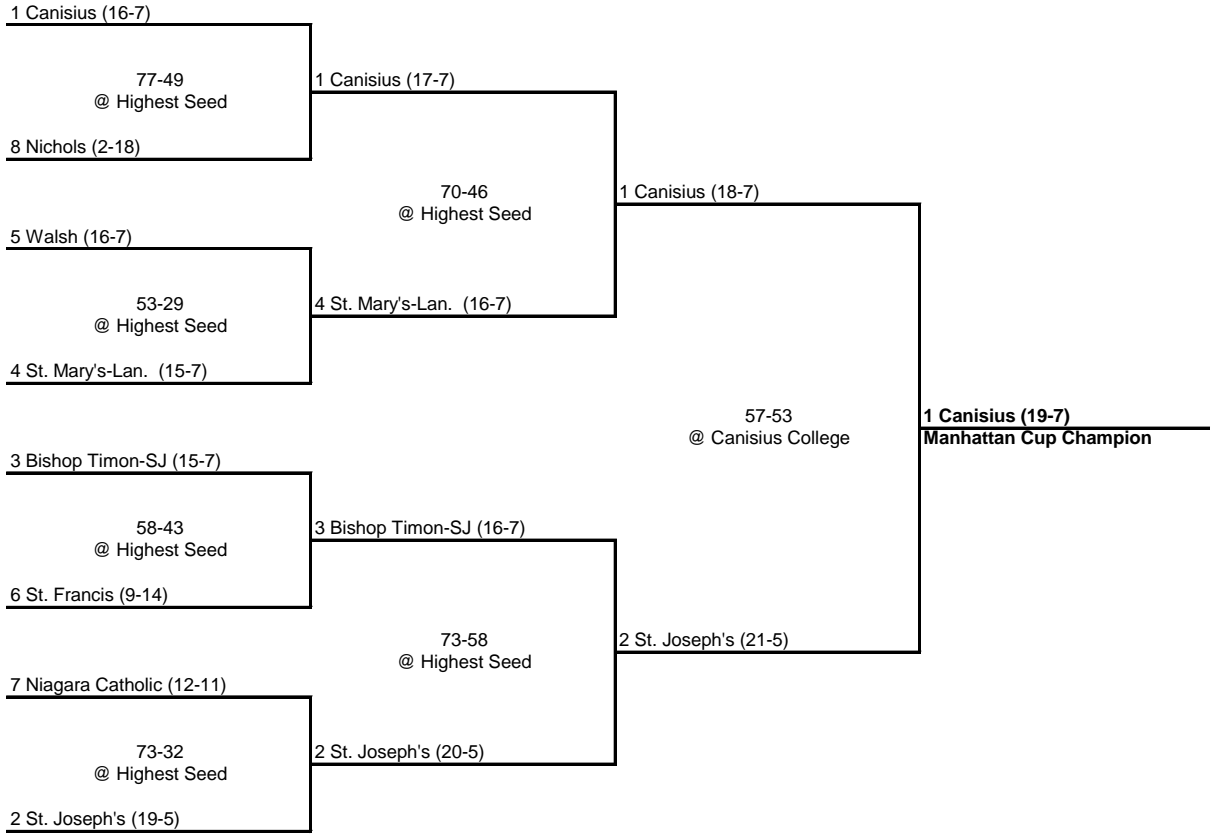 1 Canisius (16-7)
77-49
@ Highest Seed
1 Canisius (17-7)
8 Nichols (2-18)
70-46
@ Highest Seed
1 Canisius (18-7)
5 Walsh (16-7)
53-29
@ Highest Seed
4 St. Mary's-Lan.  (16-7)
4 St. Mary's-Lan.  (15-7)
57-53
@ Canisius College
1 Canisius (19-7)
Manhattan Cup Champion
3 Bishop Timon-SJ (15-7)
58-43
@ Highest Seed
3 Bishop Timon-SJ (16-7)
6 St. Francis (9-14)
73-58
@ Highest Seed
2 St. Joseph's (21-5)
7 Niagara Catholic (12-11)
73-32
@ Highest Seed
2 St. Joseph's (20-5)
2 St. Joseph's (19-5)